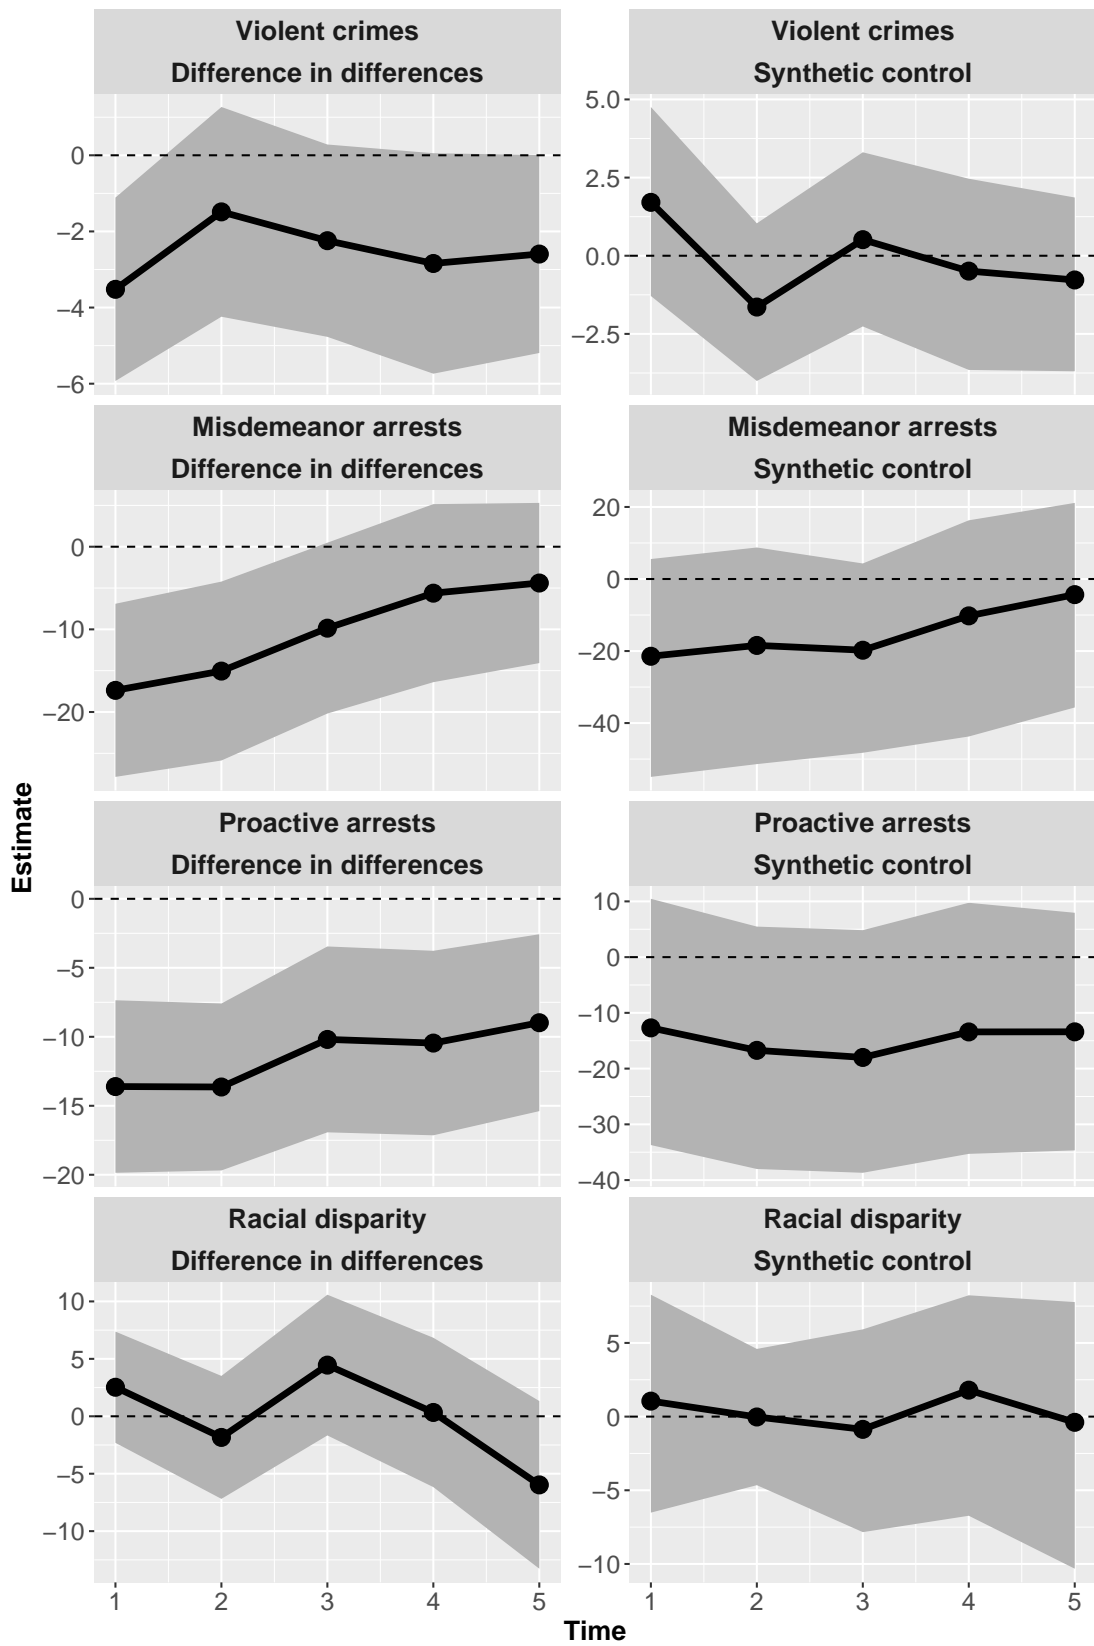 Violent crimes
Difference in differences
Violent crimes
Synthetic control
0
−2
−4
−6
5.0
2.5
0.0
−2.5
Misdemeanor arrests
Difference in differences
Misdemeanor arrests
Synthetic control
0
−10
−20
20
0
−20
−40
Proactive arrests
Difference in differences
Proactive arrests
Synthetic control
0
−5
−10
−15
−20
10
0
−10
−20
−30
−40
Racial disparity
Difference in differences
Racial disparity
Synthetic control
10
5
0
−5
−10
5
0
−5
−10
1 2 3 4 5
1 2 3 4 5
Time
Estimate